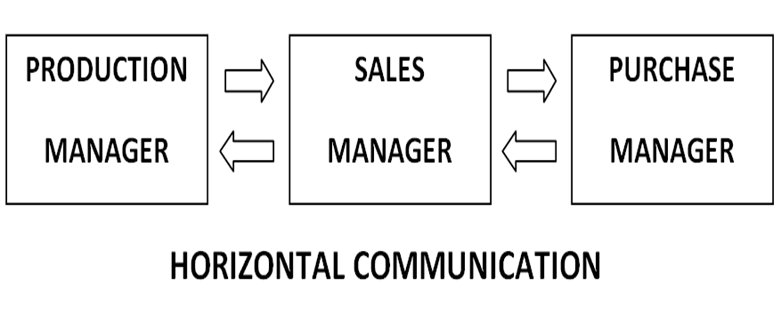 PRODUCTION
MANAGER
SALES
MANAGER
PURCHASE
MANAGER
HORIZONTAL COMMUNICATION